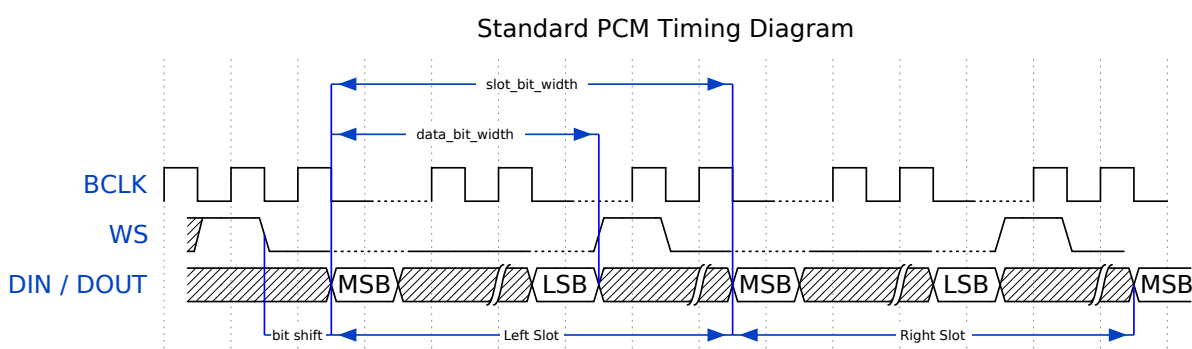 Standard PCM Timing Diagram
slot_bit_width
data_bit_width
BCLK
WS
DIN / DOUT
MSB
LSB
MSB
LSB
MSB
bit shift
Left Slot
Right Slot